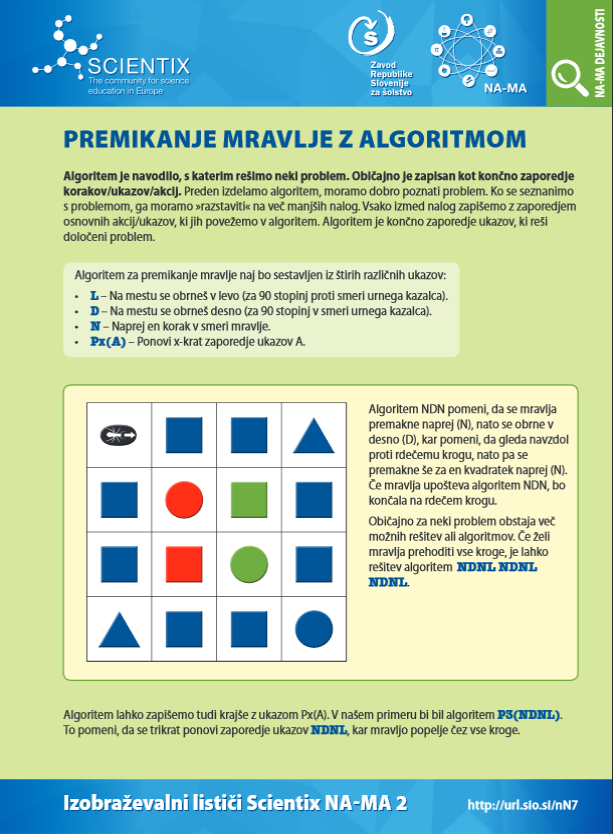 SCIENTIX
The community for science
education in Europe
Zavod
Republike
Slovenije
za šolstvo
NA-MA
NA-MA DEJAVNOSTI
PREMIKANJE MRAVLJE Z ALGORITMOM
Algoritem je navodilo, s katerim rešimo neki problem. Običajno je zapisan kot končno zaporedje
korakov/ukazov/akcij. Preden izdelamo algoritem, moramo dobro poznati problem. Ko se seznanimo
s problemom, ga moramo »razstaviti« na več manjših nalog. Vsako izmed nalog zapišemo z zaporedjem
osnovnih akcij/ukazov, ki jih povežemo v algoritem. Algoritem je končno zaporedje ukazov, ki reši
določeni problem.
Algoritem za premikanje mravlje naj bo sestavljen iz štirih različnih ukazov:
• L – Na mestu se obrneš v levo (za 90 stopinj proti smeri urnega kazalca).
• D – Na mestu se obrneš desno (za 90 stopinj v smeri urnega kazalca).
• N – Naprej en korak v smeri mravlje.
• Px(A) – Ponovi x-krat zaporedje ukazov A.
Algoritem NDN pomeni, da se mravlja
premakne naprej (N), nato se obrne v
desno (D), kar pomeni, da gleda navzdol
proti rdečemu krogu, nato pa se
premakne še za en kvadratek naprej (N).
Če mravlja upošteva algoritem NDN, bo
končala na rdečem krogu.
Običajno za neki problem obstaja več
možnih rešitev ali algoritmov. Če želi
mravlja prehoditi vse kroge, je lahko
rešitev algoritem NDNL NDNL
NDNL.
Algoritem lahko zapišemo tudi krajše z ukazom Px(A). V našem primeru bi bil algoritem P3(NDNL).
To pomeni, da se trikrat ponovi zaporedje ukazov NDNL, kar mravljo popelje čez vse kroge.
Izobraževalni lističi Scientix NA-MA 2
http://url.sio.si/nN7